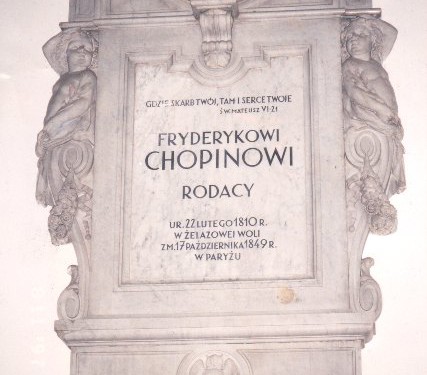 GDZIE SKARB TWÓJ, TAM I SERCE TWOJE
ŚW. MATEUSZ VI-21
FRYDERYKOWI
CHOPINOWI
RODACY
UR. 22 LUTEGO 1810 R.
W ŻELAZOWEJ WOLI
ZM. 17 PAŹDZIERNIKA 1849 R.
W PARYŻU